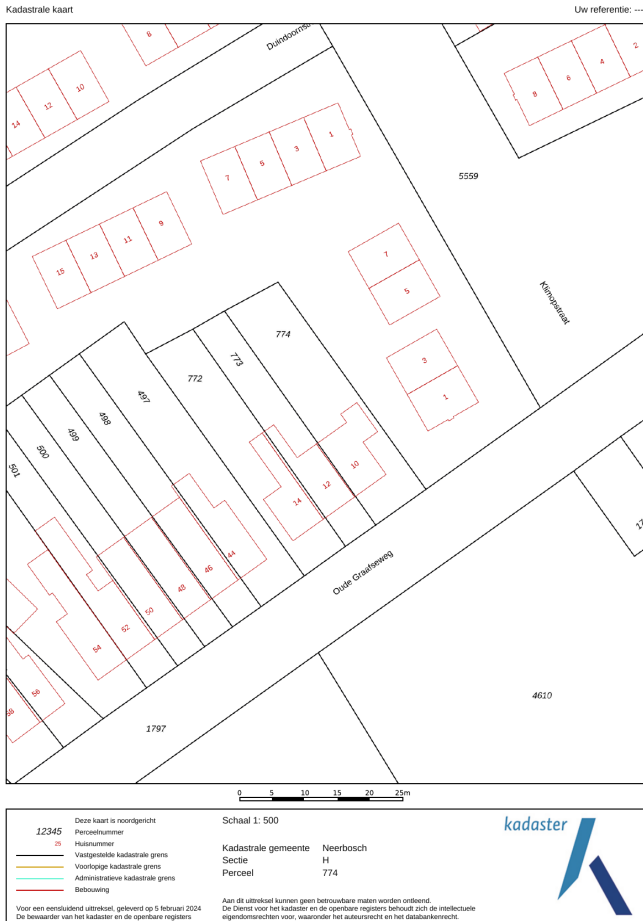 Kadastrale kaart
Uw referentie: ---
8
Duindoorns
2
4
6
8
10
12
14
1
3
5
7
5559
9
11
13
15
7
5
Klimopstraat
774
773
772
3
1
497
498
499
500
501
10
12
14
44
46
48
50
52
54
56
58
Oude Graafseweg
17
4610
1797
0 5 10 15 20 25m
Deze kaart is noordgericht
12345 Perceelnummer
25 Huisnummer
Vastgestelde kadastrale grens
Voorlopige kadastrale grens
Administratieve kadastrale grens
Bebouwing
Voor een eensluidend uittreksel, geleverd op 5 februari 2024
De bewaarder van het kadaster en de openbare registers
Schaal 1: 500
Kadastrale gemeente Neerbosch
Sectie H
Perceel 774
Aan dit uittreksel kunnen geen betrouwbare maten worden ontleend.
De Dienst voor het kadaster en de openbare registers behoudt zich de intellectuele
eigendomsrechten voor, waaronder het auteursrecht en het databankenrecht.
kadaster